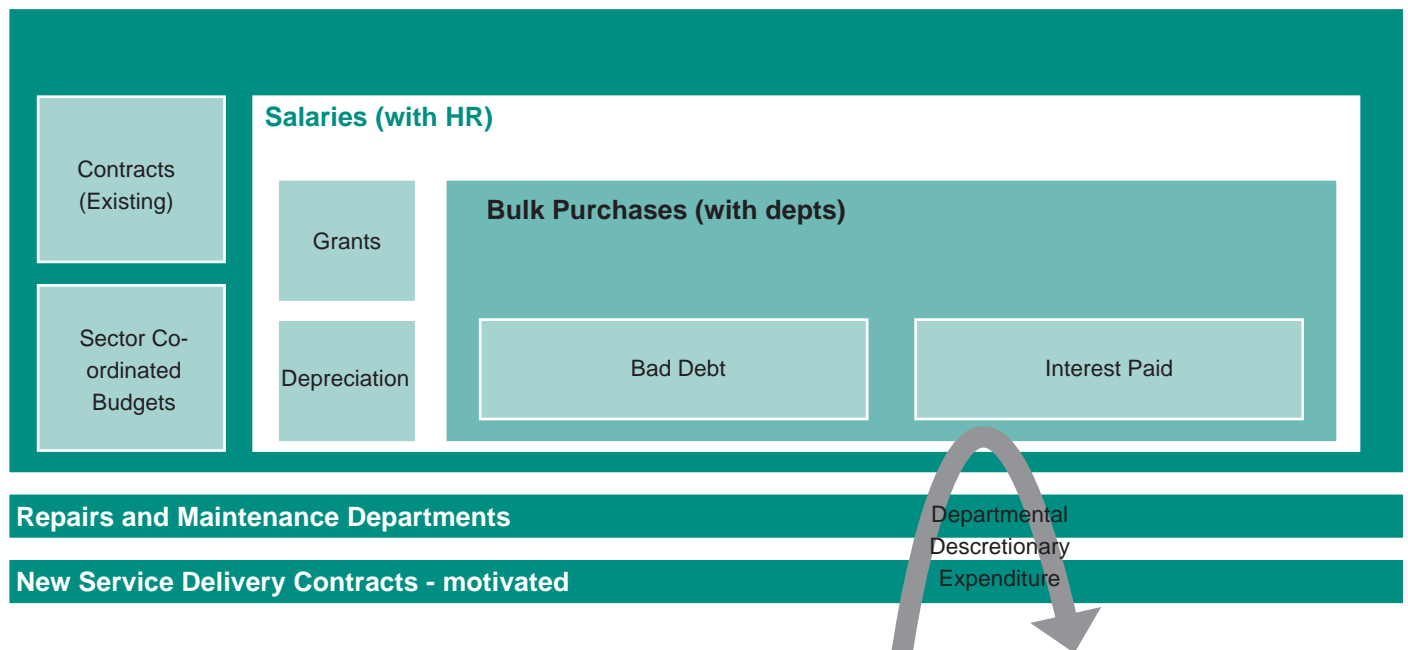 Contracts
(Existing)
Sector Co-
ordinated
Budgets
Salaries (with HR)
Grants
Depreciation
Bulk Purchases (with depts)
Bad Debt
Interest Paid
Repairs and Maintenance Departments
New Service Delivery Contracts - motivated
Departmental
Descretionary
Expenditure